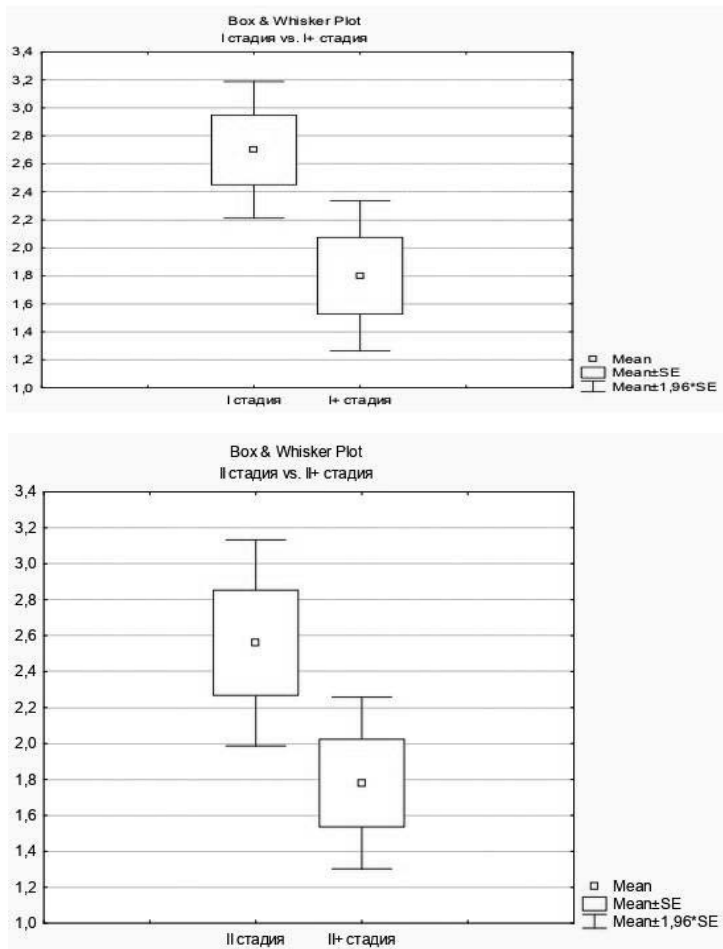 Box & Whisker Plot
I стадия vs. I+ стадия
3,4
3,2
3,0
2,8
2,6
2,4
2,2
2,0
1,8
1,6
1,4
1,2
1,0
I стадия I+ стадия
Mean
Mean±SE
Mean±1,96*SE
Box & Whisker Plot
II стадия vs. II+ стадия
3,4
3,2
3,0
2,8
2,6
2,4
2,2
2,0
1,8
1,6
1,4
1,2
1,0
II стадия II+ стадия
Mean
Mean±SE
Mean±1,96*SE